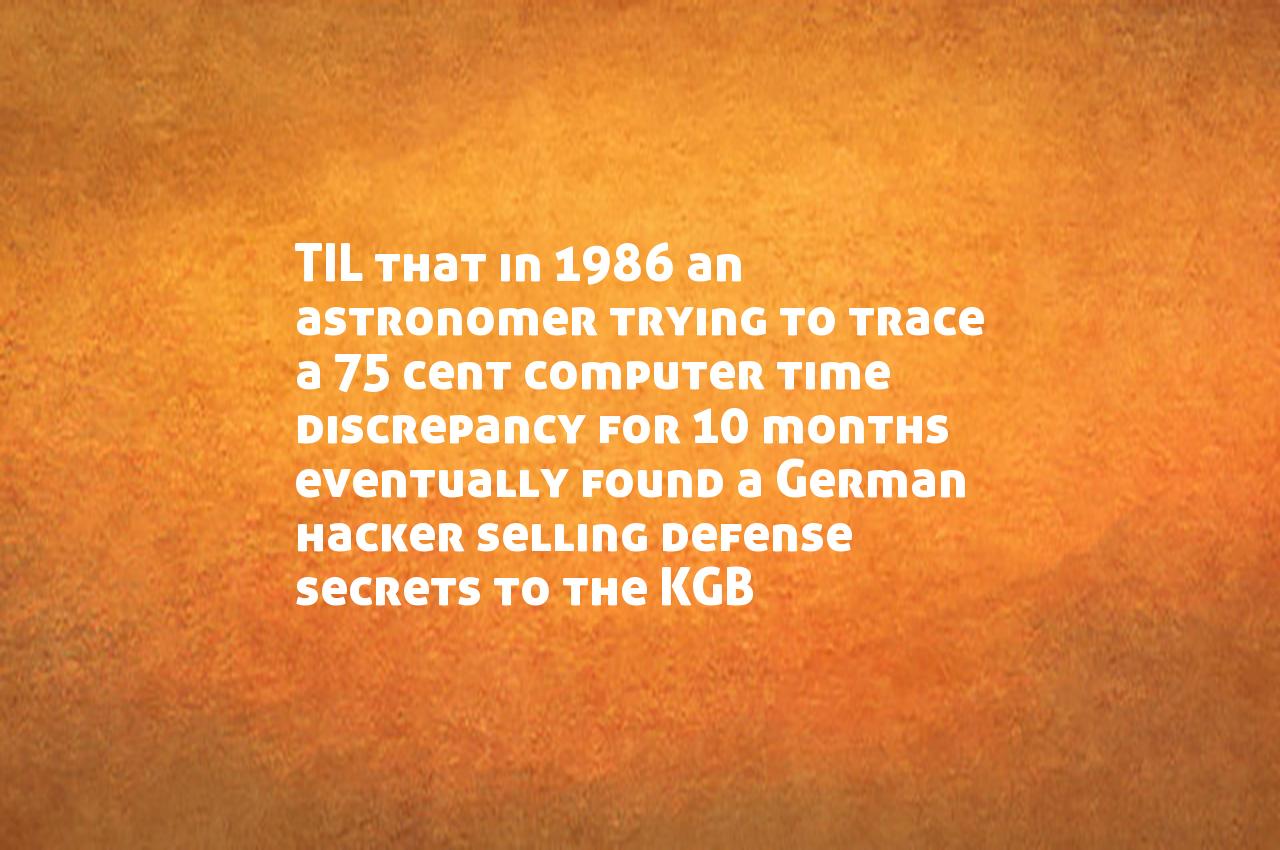 TIL that in 1986 an
astronomer trying to trace
a 75 cent computer time
discrepancy for 10 months
eventually found a German
hacker selling defense
secrets to the KGB